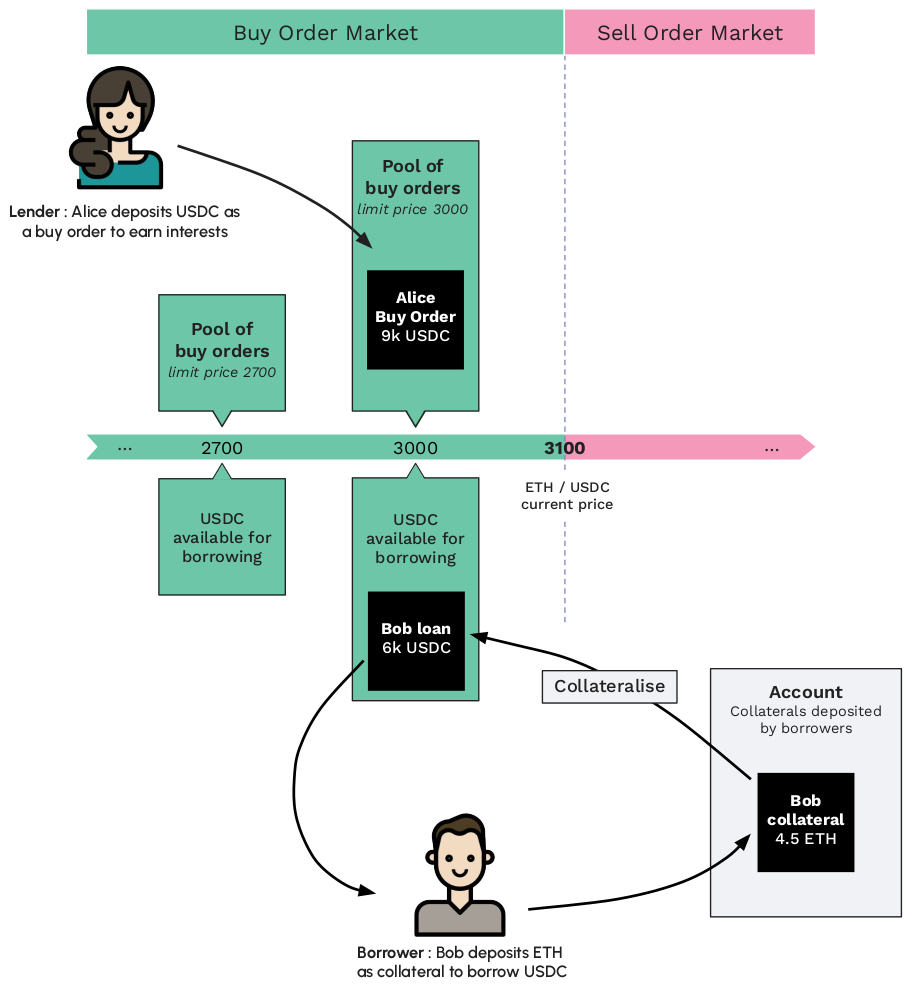 Buy Order Market
Sell Order Market
Lender : Alice deposits USDC as
a buy order to earn interests
Pool of
buy orders
limit price 3000
Alice
Buy Order
9k USDC
Pool of
buy orders
limit price 2700
...
2700
3000
3100
...
ETH / USDC
current price
USDC
available for
borrowing
USDC
available for
borrowing
Bob loan
6k USDC
Collateralise
Account
Collaterals deposited
by borrowers
Bob
collateral
4.5 ETH
Borrower : Bob deposits ETH
as collateral to borrow USDC